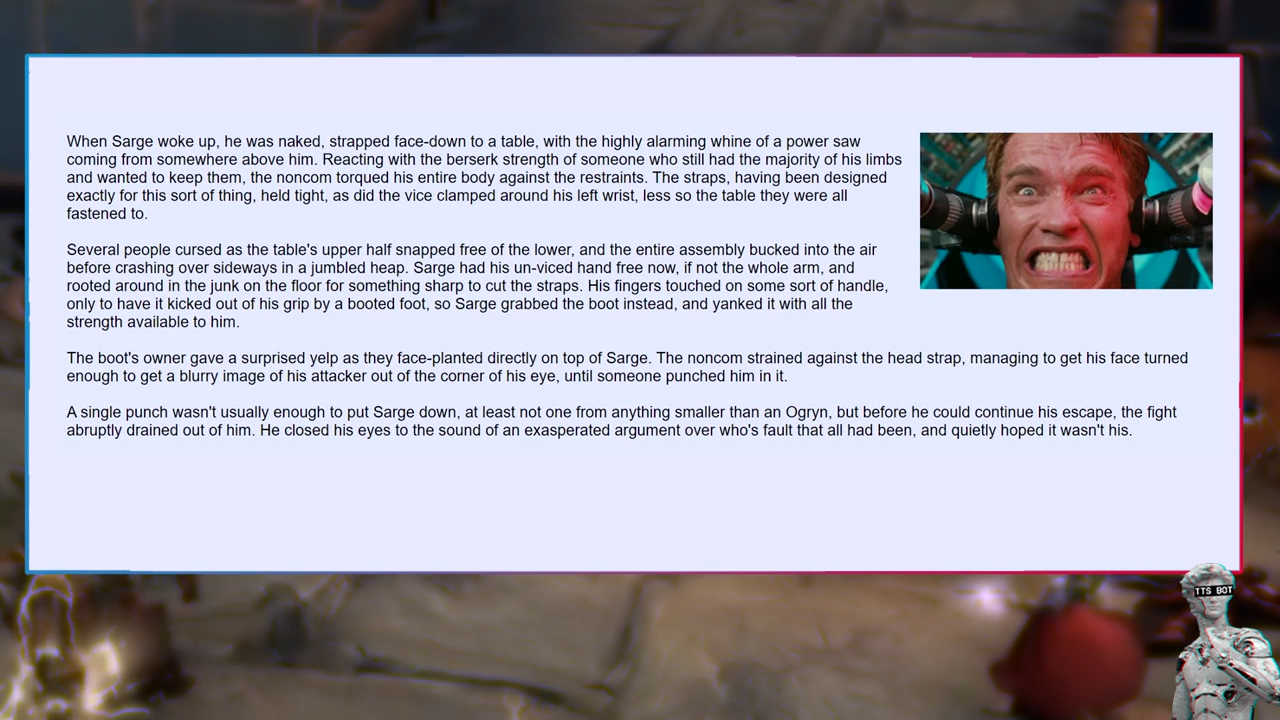 When Sarge woke up, he was naked, strapped face-down to a table, with the highly alarming whine of a power saw
coming from somewhere above him. Reacting with the berserk strength of someone who still had the majority of his limbs
and wanted to keep them, the noncom torqued his entire body against the restraints. The straps, having been designed
exactly for this sort of thing, held tight, as did the vice clamped around his left wrist, less so the table they were all
fastened to.
Several people cursed as the table's upper half snapped free of the lower, and the entire assembly bucked into the air
before crashing over sideways in a jumbled heap. Sarge had his un-viced hand free now, if not the whole arm, and
rooted around in the junk on the floor for something sharp to cut the straps. His fingers touched on some sort of handle,
only to have it kicked out of his grip by a booted foot, so Sarge grabbed the boot instead, and yanked it with all the
strength available to him.
The boot's owner gave a surprised yelp as they face-planted directly on top of Sarge. The noncom strained against the head strap, managing to get his face turned
enough to get a blurry image of his attacker out of the corner of his eye, until someone punched him in it.
A single punch wasn't usually enough to put Sarge down, at least not one from anything smaller than an Ogryn, but before he could continue his escape, the fight
abruptly drained out of him. He closed his eyes to the sound of an exasperated argument over who's fault that all had been, and quietly hoped it wasn't his.
TTS BOT